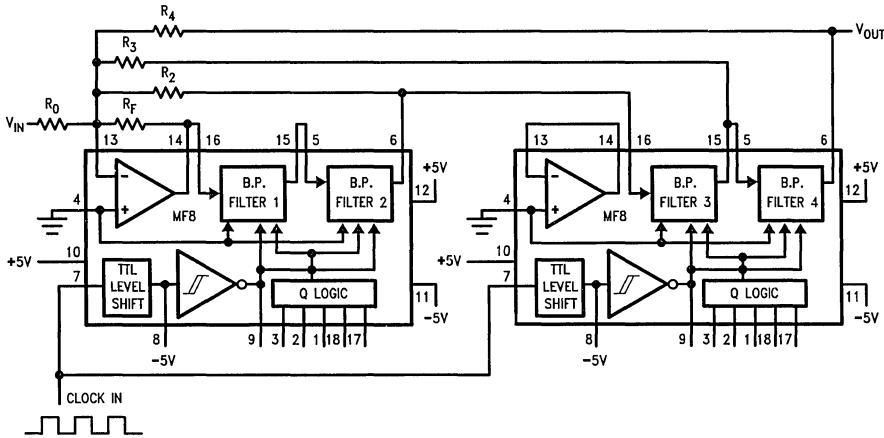 R4
VOUT
R3
R2
R0
RF
VIN
13 14 16 15 5 6
13 14 16 15 5 6
+5V
+5V
12
12
4
4
MF8
MF8
B.P.
FILTER 1
B.P.
FILTER 2
B.P.
FILTER 3
B.P.
FILTER 4
+5V
10
+5V
10
7
7
TTL
LEVEL
SHIFT
TTL
LEVEL
SHIFT
Q LOGIC
Q LOGIC
11
-5V
11
-5V
8
-5V
9 3 2 1 18 17
8
-5V
9 3 2 1 18 17
CLOCK IN